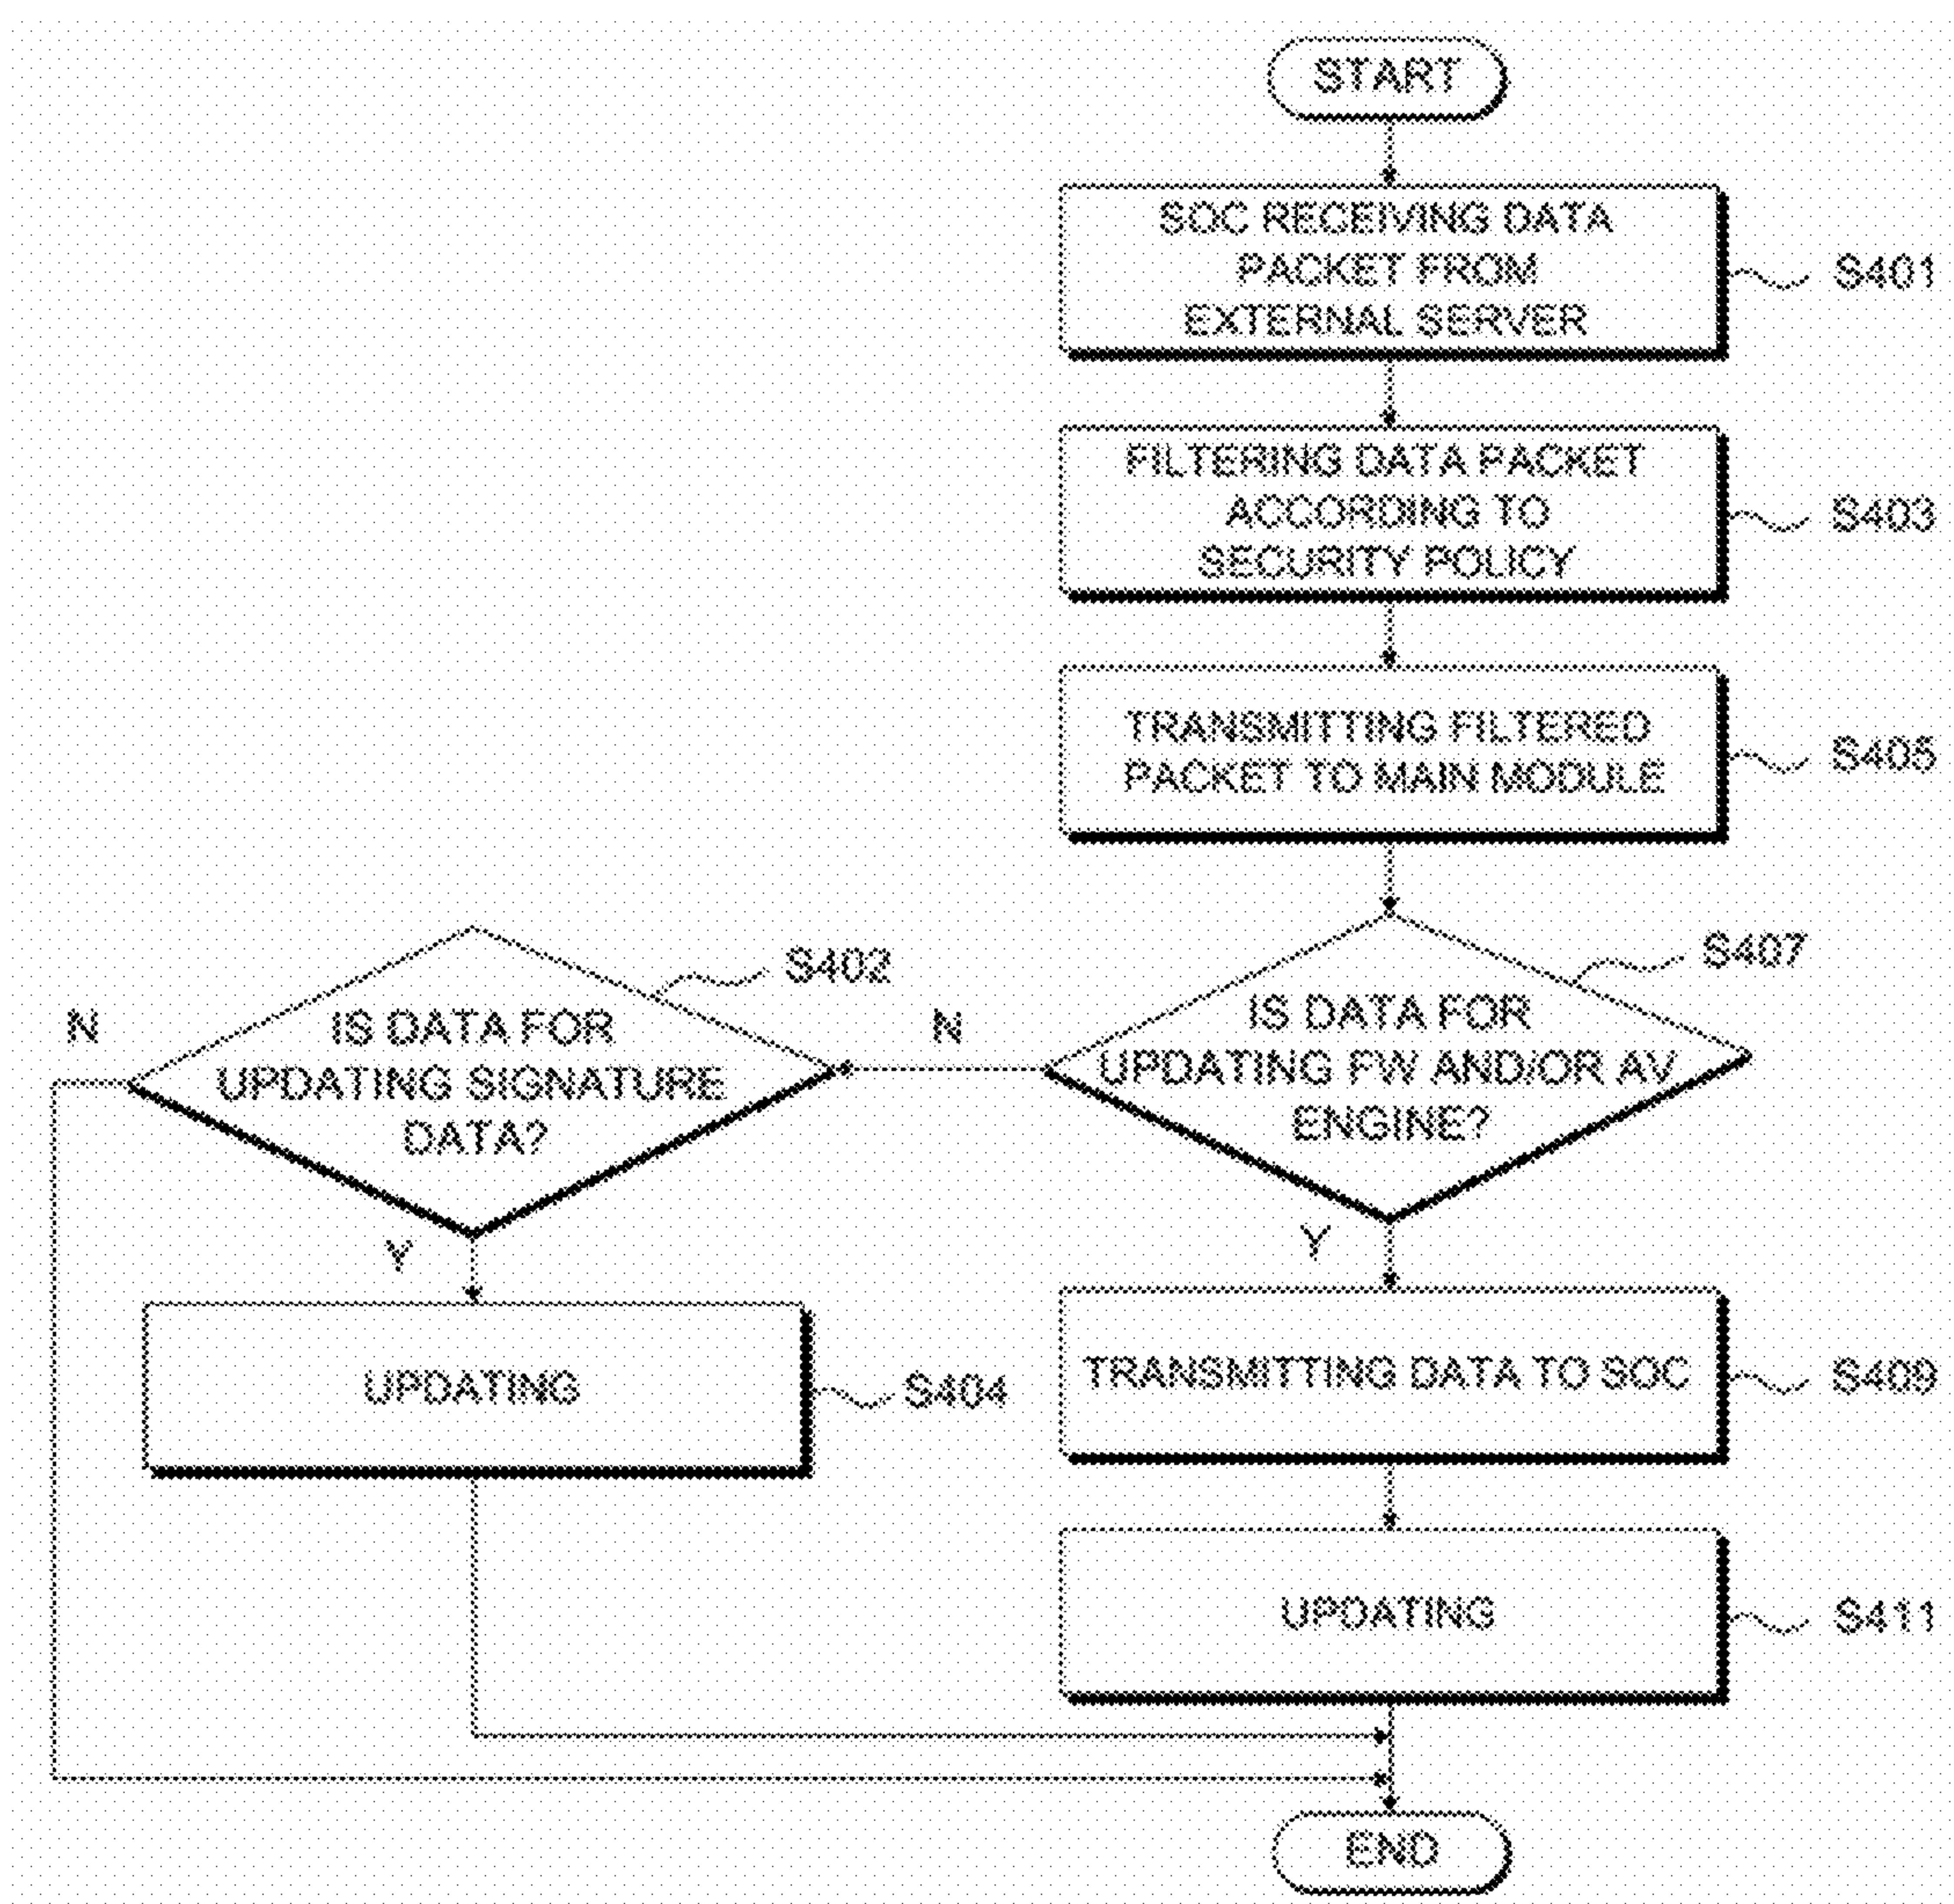 START
SOC RECEIVING DATA
PACKET FROM
EXTERNAL SERVER
S401
FILTERING DATA PACKET
ACCORDING TO
SECURITY POLICY
S403
TRANSMITTING FILTERED
PACKET TO MAIN MODULE
S405
IS DATA FOR
UPDATING FW AND/OR AV
ENGINE?
S407
N
Y
IS DATA FOR
UPDATING SIGNATURE
DATA?
S402
N
Y
UPDATING
S404
TRANSMITTING DATA TO SOC
S409
UPDATING
S411
END